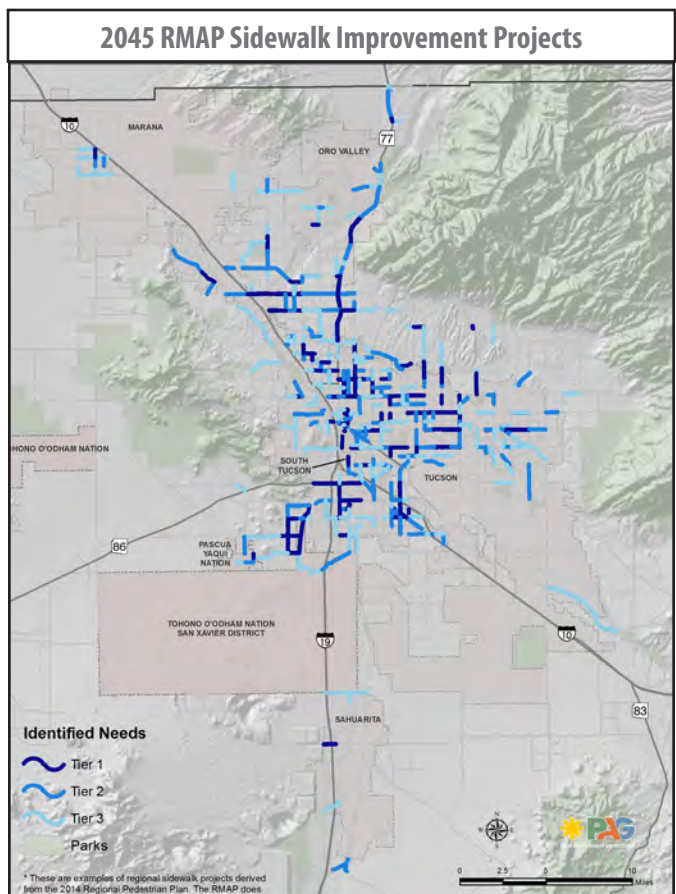 2045 RMAP Sidewalk Improvement Projects
10
MARANA
ORO VALLEY
77
OHONO O'ODHAM NATION
SOUTH
TUCSON
TUCSON
86
PASCUA
YAQUI
NATION
TOHONO O'ODHAM NATION
SAN XAVIER DISTRICT
19
10
83
SAHUARITA
Identified Needs
Tier 1
Tier 2
Tier 3
Parks
N
W E
S
PAG
0 2.5 5 10
Miles
* These are examples of regional sidewalk projects derived
from the 2014 Regional Pedestrian Plan. The RMAP does